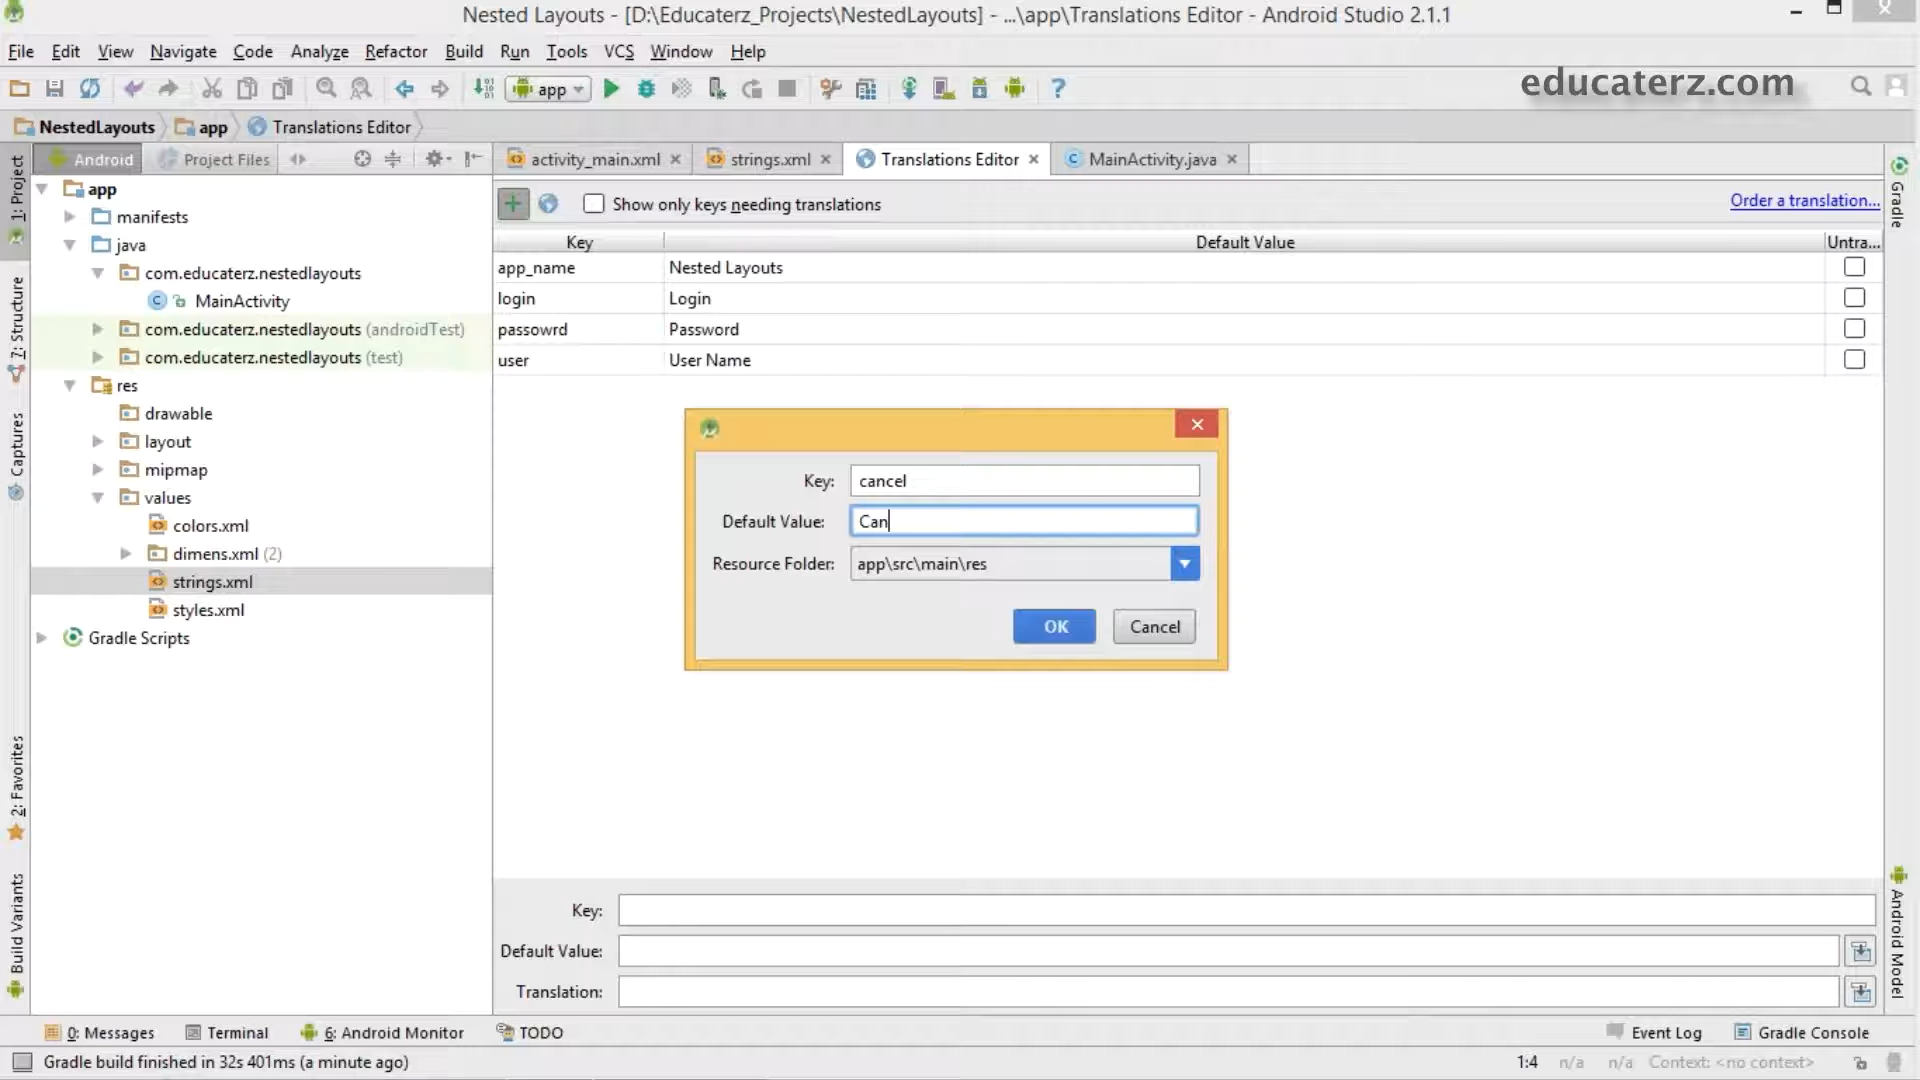 Nested Layouts - [D:\Educaterz_Projects\NestedLayouts] - ...\app\Translations Editor - Android Studio 2.1.1
File Edit View Navigate Code Analyze Refactor Build Run Tools VCS Window Help
app
educaterz.com
NestedLayouts app Translations Editor
Android Project Files
activity_main.xml strings.xml Translations Editor MainActivity.java
1: Project
7: Structure
Captures
2: Favorites
Build Variants
app
manifests
java
com.educaterz.nestedlayouts
MainActivity
com.educaterz.nestedlayouts (androidTest)
com.educaterz.nestedlayouts (test)
res
drawable
layout
mipmap
values
colors.xml
dimens.xml (2)
strings.xml
styles.xml
Gradle Scripts
Show only keys needing translations
Order a translation...
Key Default Value Untra...
app_name Nested Layouts
login Login
passowrd Password
user User Name
Key: cancel
Default Value: Can
Resource Folder: app\src\main\res
OK Cancel
Key:
Default Value:
Translation:
Gradle
Android Model
0: Messages Terminal 6: Android Monitor TODO Event Log Gradle Console
Gradle build finished in 32s 401ms (a minute ago) 1:4 n/a n/a Context: <no context>